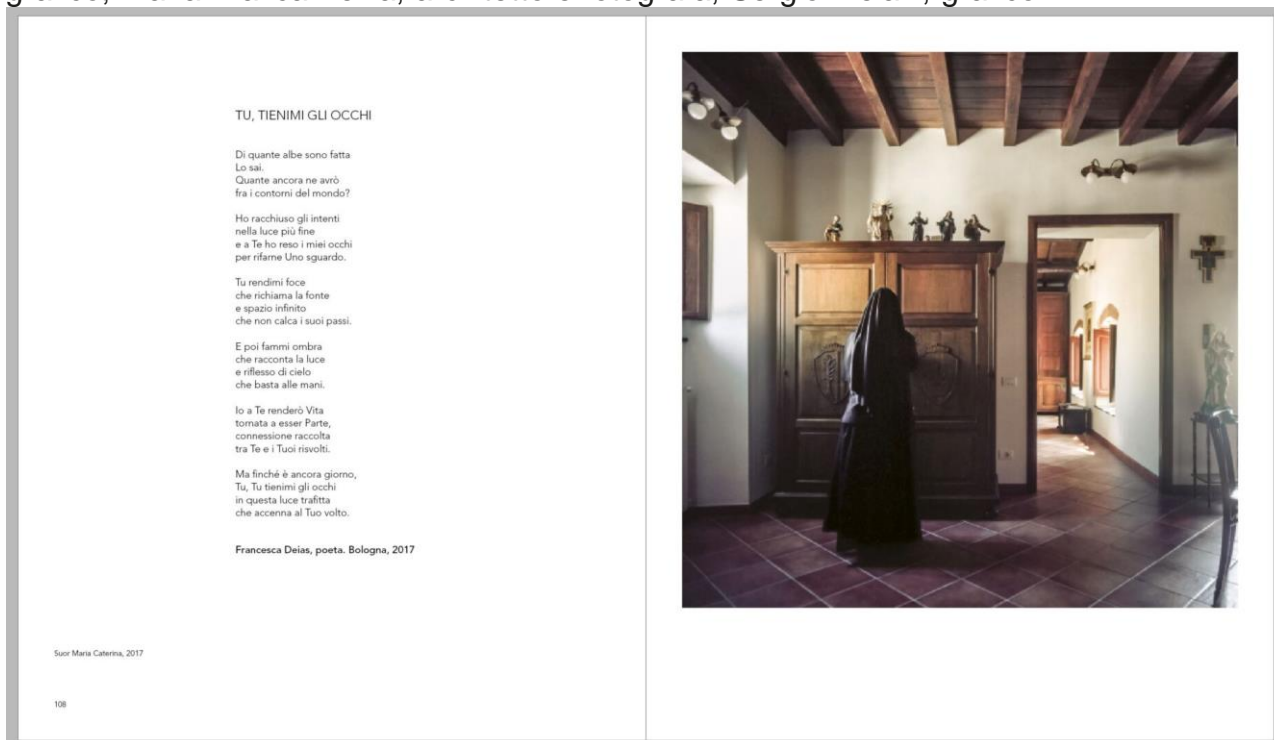 TU, TIENIMI GLI OCCHI
Di quante albe sono fatta
Lo sai.
Quante ancora ne avrò
fra i contorni del mondo?
Ho racchiuso gli intenti
nella luce più fine
e a Te ho reso i miei occhi
per rifarne Uno sguardo.
Tu rendimi foce
che richiama la fonte
e spazio infinito
che non calca i suoi passi.
E poi fammi ombra
che racconta la luce
e riflesso di cielo
che basta alle mani.
Io a Te renderò Vita
tornata a esser Parte,
connessione raccolta
tra Te e i Tuoi risvolti.
Ma finché è ancora giorno,
Tu, Tu tienimi gli occhi
in questa luce trafitta
che accenna al Tuo volto.
Francesca Deias, poeta. Bologna, 2017
Suor Maria Caterina, 2017
108